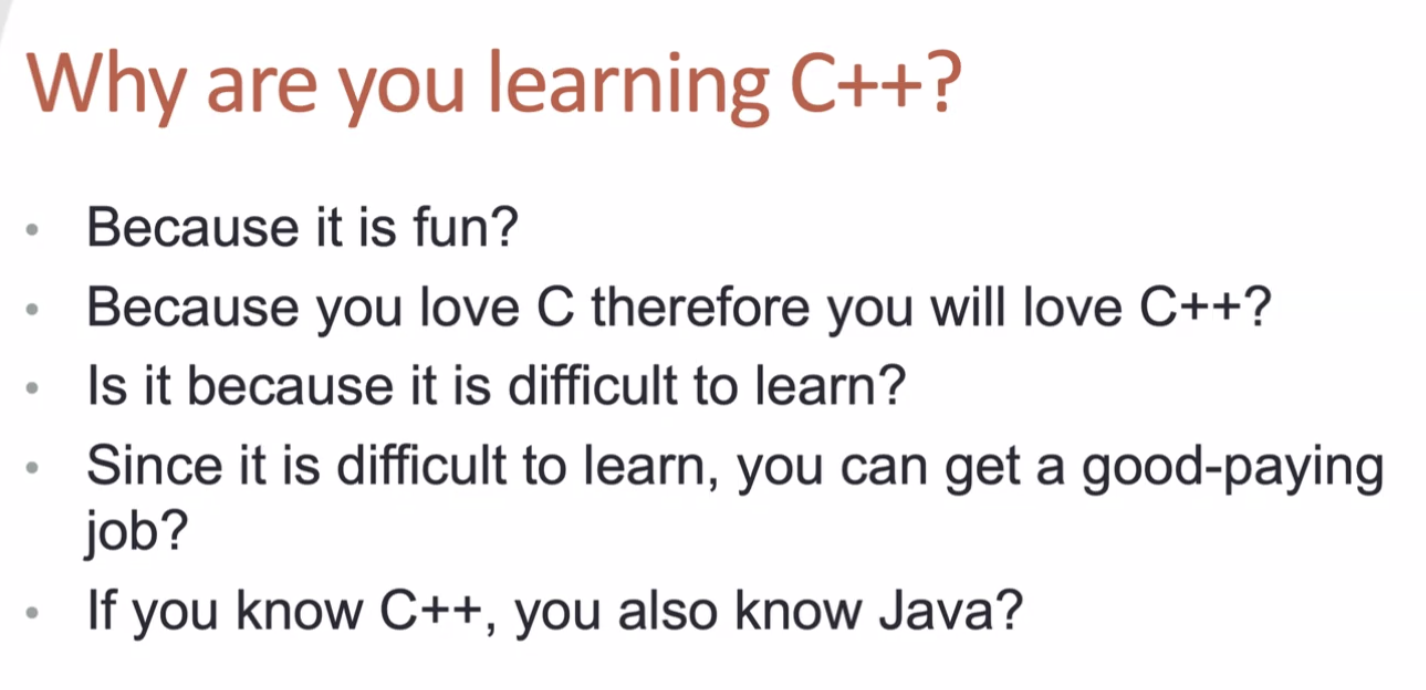 Why are you learning C++?
• Because it is fun?
• Because you love C therefore you will love C++?
• Is it because it is difficult to learn?
• Since it is difficult to learn, you can get a good-paying
job?
• If you know C++, you also know Java?